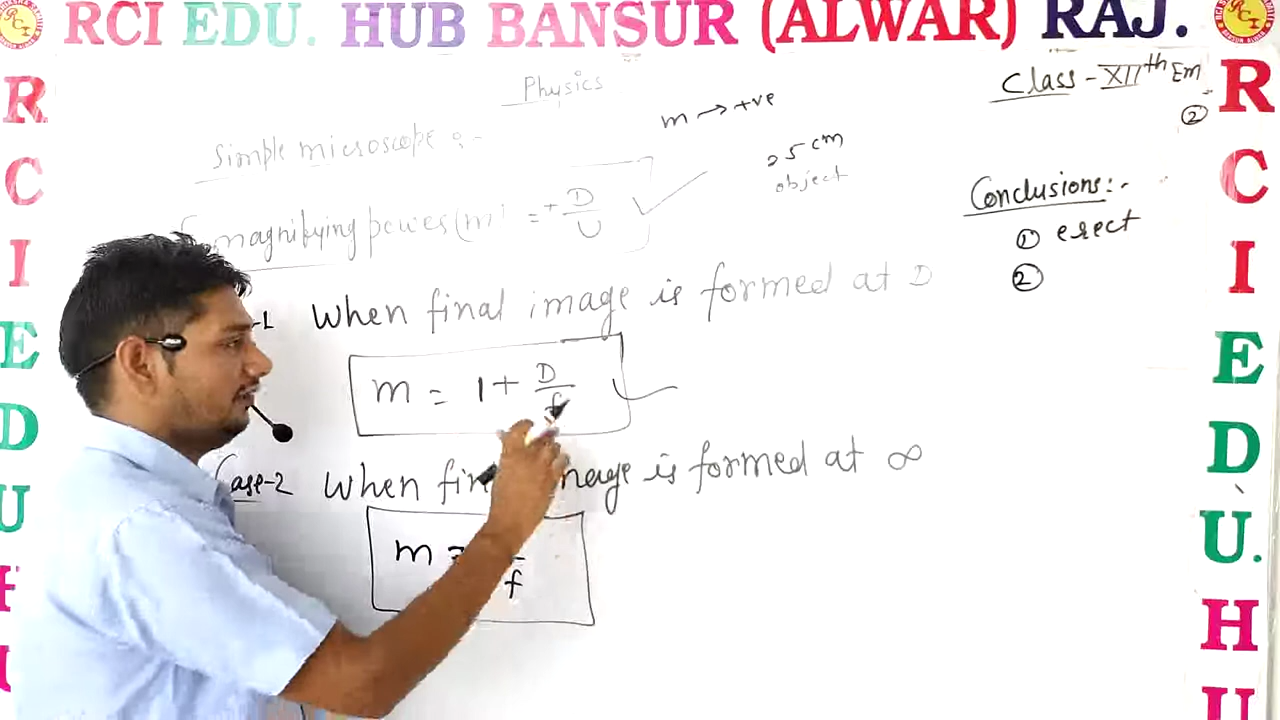 RCI EDU. HUB BANSUR (ALWAR) RAJ.
Physics
Class - XIIth Em
②
m → +ve
Simple microscope :-
25 cm
object
magnifying power (m) = + D/U
Conclusions:-
① erect
②
-1 When final image is formed at D
m = 1 + D/f
Case-2 When final image is formed at ∞
m = f
R
C
I
E
D
U
R
C
I
E
D
U.
H
U